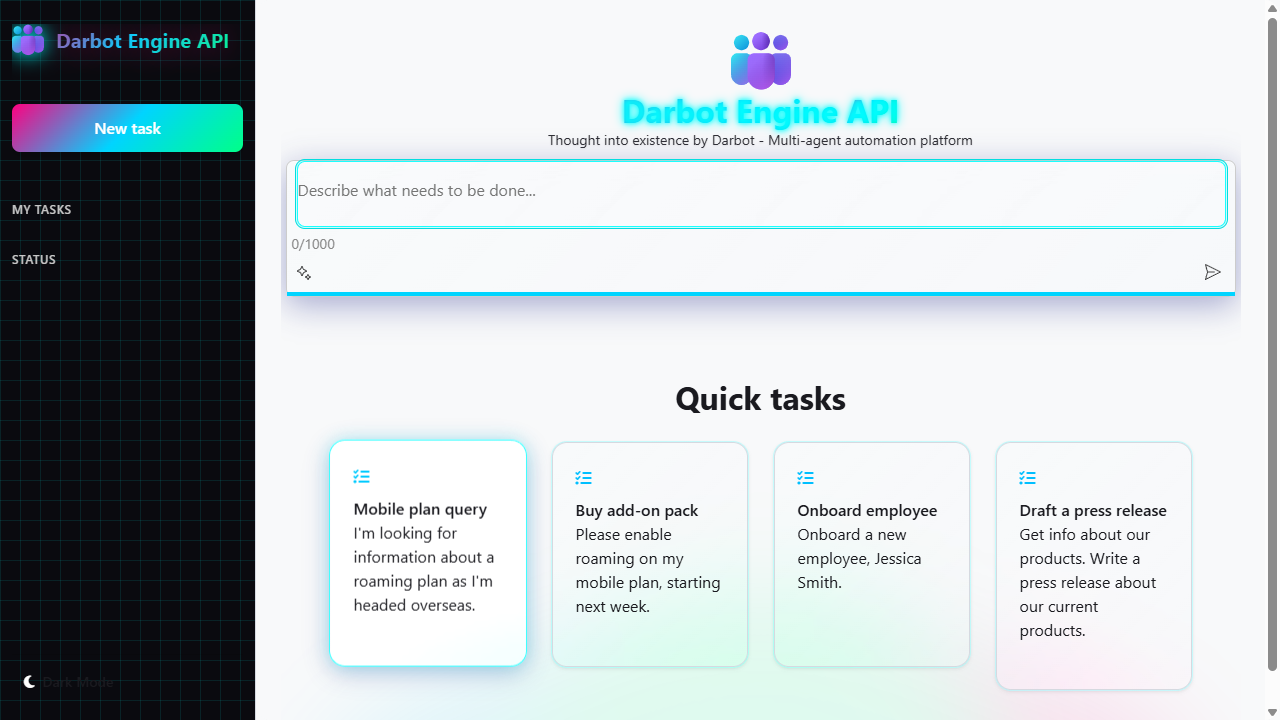 Darbot Engine API
New task
MY TASKS
STATUS
Dark Mode
Darbot Engine API
Thought into existence by Darbot - Multi-agent automation platform
Describe what needs to be done...
0/1000
Quick tasks
Mobile plan query
I'm looking for
information about a
roaming plan as I'm
headed overseas.
Buy add-on pack
Please enable
roaming on my
mobile plan, starting
next week.
Onboard employee
Onboard a new
employee, Jessica
Smith.
Draft a press release
Get info about our
products. Write a
press release about
our current
products.